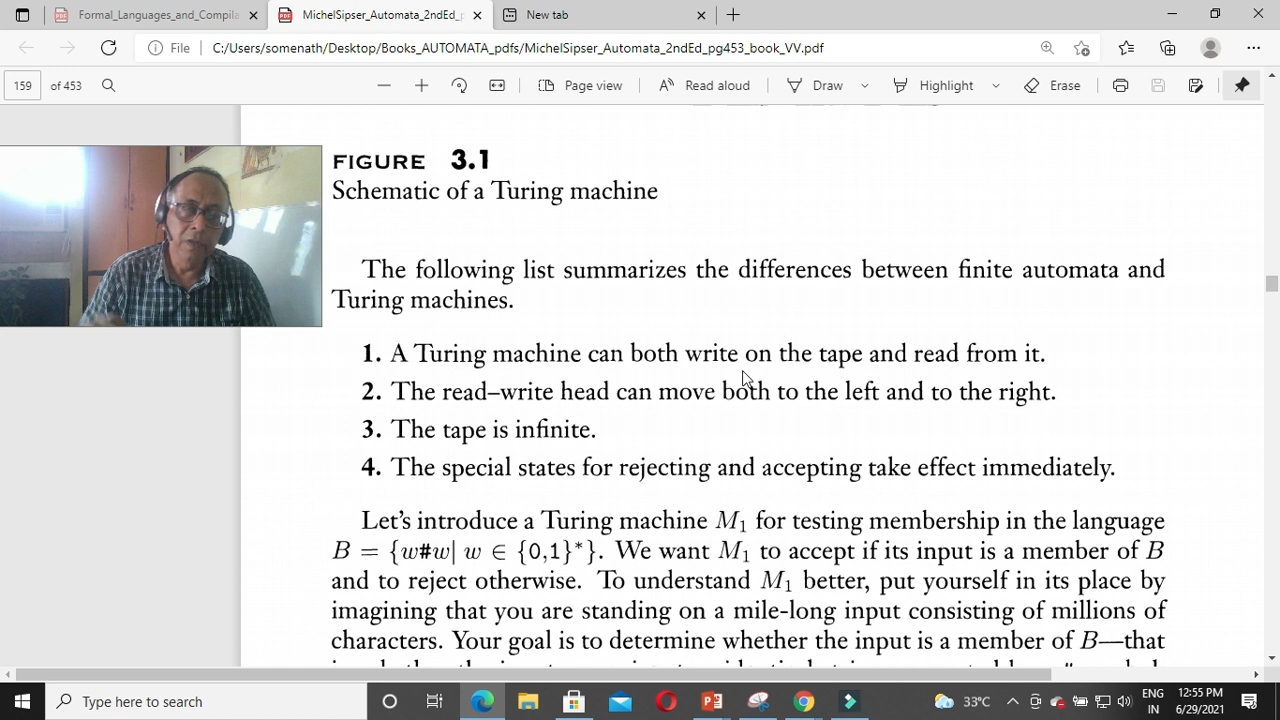 Formal_Languages_and_Compila
MichelSipser_Automata_2ndEd_p
New tab
File C:/Users/somenath/Desktop/Books_AUTOMATA_pdfs/MichelSipser_Automata_2ndEd_pg453_book_VV.pdf
159 of 453 Page view Read aloud Draw Highlight Erase
FIGURE 3.1
Schematic of a Turing machine
The following list summarizes the differences between finite automata and
Turing machines.
1. A Turing machine can both write on the tape and read from it.
2. The read–write head can move both to the left and to the right.
3. The tape is infinite.
4. The special states for rejecting and accepting take effect immediately.
Let's introduce a Turing machine M₁ for testing membership in the language
B = {w#w| w ∈ {0,1}*}. We want M₁ to accept if its input is a member of B
and to reject otherwise. To understand M₁ better, put yourself in its place by
imagining that you are standing on a mile-long input consisting of millions of
characters. Your goal is to determine whether the input is a member of B—that
Type here to search
33°C
ENG
IN
12:55 PM
6/29/2021